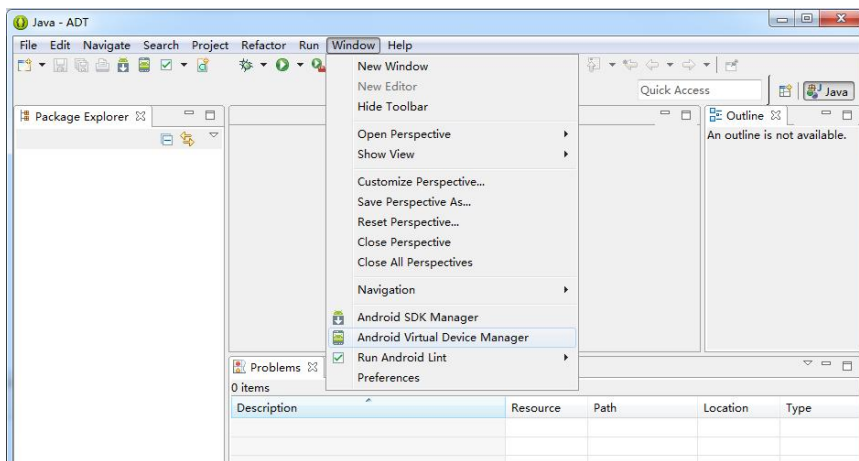 Java - ADT
File Edit Navigate Search Project Refactor Run Window Help
Quick Access
Java
Package Explorer
Outline
An outline is not available.
New Window
New Editor
Hide Toolbar
Open Perspective
Show View
Customize Perspective...
Save Perspective As...
Reset Perspective...
Close Perspective
Close All Perspectives
Navigation
Android SDK Manager
Android Virtual Device Manager
Run Android Lint
Preferences
Problems
0 items
Description Resource Path Location Type